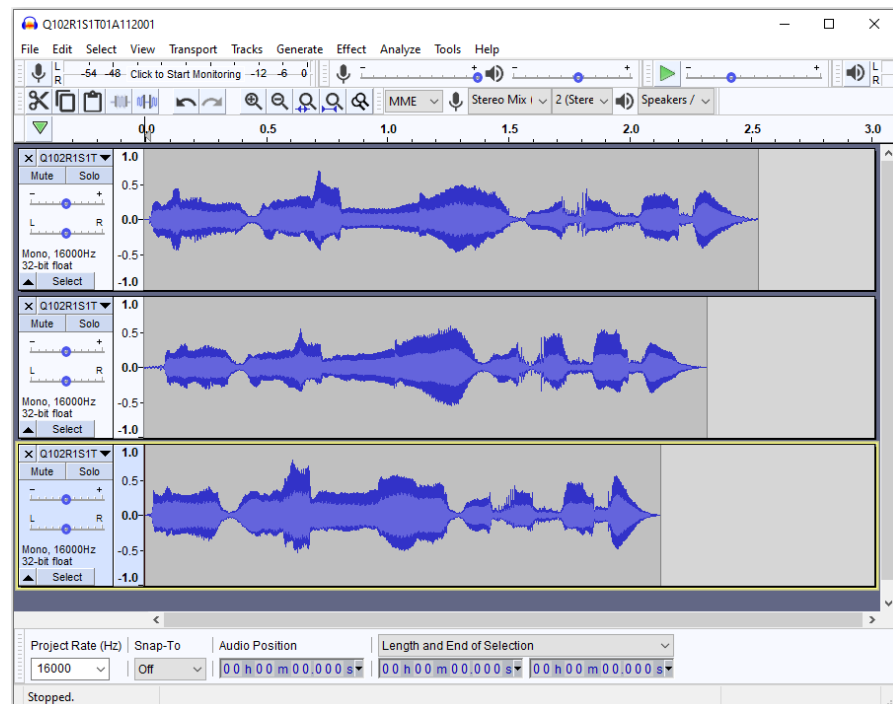 Q102R1S1T01A112001
File Edit Select View Transport Tracks Generate Effect Analyze Tools Help
L R -54 -48 Click to Start Monitoring -12 -6 0 - + - + - + L R
MME Stereo Mix ( 2 (Stere Speakers /
0.0 0.5 1.0 1.5 2.0 2.5 3.0
× Q102R1S1T 1.0
Mute Solo
- + 0.5
L R 0.0
Mono, 16000Hz -0.5
32-bit float
Select -1.0
× Q102R1S1T 1.0
Mute Solo
- + 0.5
L R 0.0
Mono, 16000Hz -0.5
32-bit float
Select -1.0
× Q102R1S1T 1.0
Mute Solo
- + 0.5
L R 0.0
Mono, 16000Hz -0.5
32-bit float
Select -1.0
Project Rate (Hz) Snap-To Audio Position Length and End of Selection
16000 Off 00 h 00 m 00.000 s 00 h 00 m 00.000 s 00 h 00 m 00.000 s
Stopped.